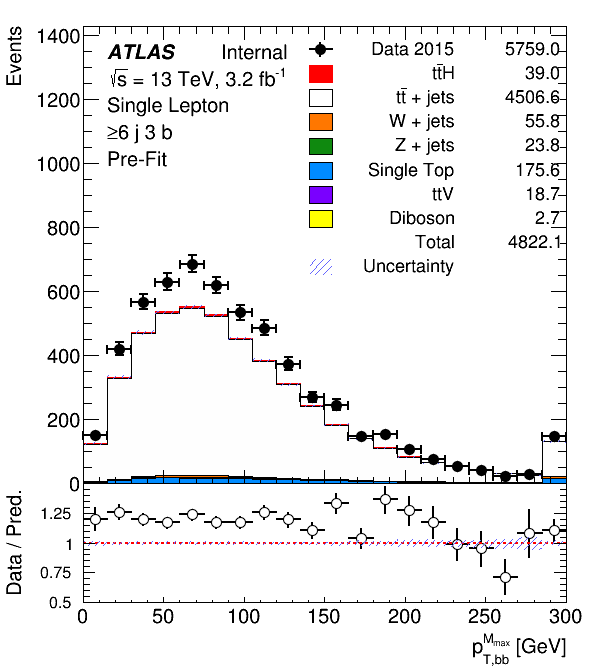 ATLAS Internal
√s = 13 TeV, 3.2 fb⁻¹
Single Lepton
≥6 j 3 b
Pre-Fit
Data 2015 5759.0
tt̄H 39.0
tt̄ + jets 4506.6
W + jets 55.8
Z + jets 23.8
Single Top 175.6
ttV 18.7
Diboson 2.7
Total 4822.1
Uncertainty
Events
1400
1200
1000
800
600
400
200
0
Data / Pred.
1.25
1
0.75
0.5
0 50 100 150 200 250 300
p_{T,bb}^{M_{max}} [GeV]